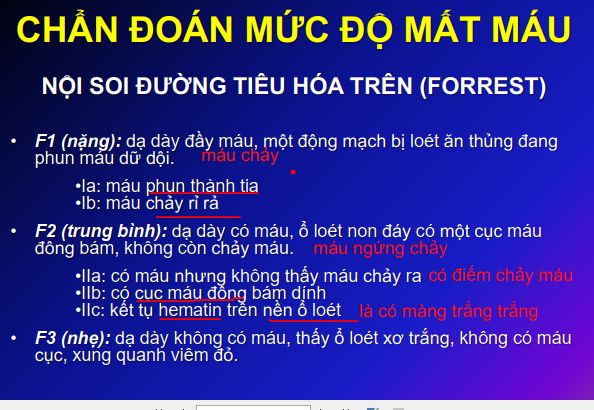 CHẨN ĐOÁN MỨC ĐỘ MẤT MÁU
NỘI SOI ĐƯỜNG TIÊU HÓA TRÊN (FORREST)
• F1 (nặng): dạ dày đầy máu, một động mạch bị loét ăn thủng đang
phun máu dữ dội. máu chảy
•Ia: máu phun thành tia
•Ib: máu chảy rỉ rả
• F2 (trung bình): dạ dày có máu, ổ loét non đáy có một cục máu
đông bám, không còn chảy máu. máu ngứng chảy
•IIa: có máu nhưng không thấy máu chảy ra có điểm chảy máu
•IIb: có cục máu đông bám dính
•IIc: kết tụ hematin trên nền ổ loét là có màng trắng trắng
• F3 (nhẹ): dạ dày không có máu, thấy ổ loét xơ trắng, không có máu
cục, xung quanh viêm đỏ.